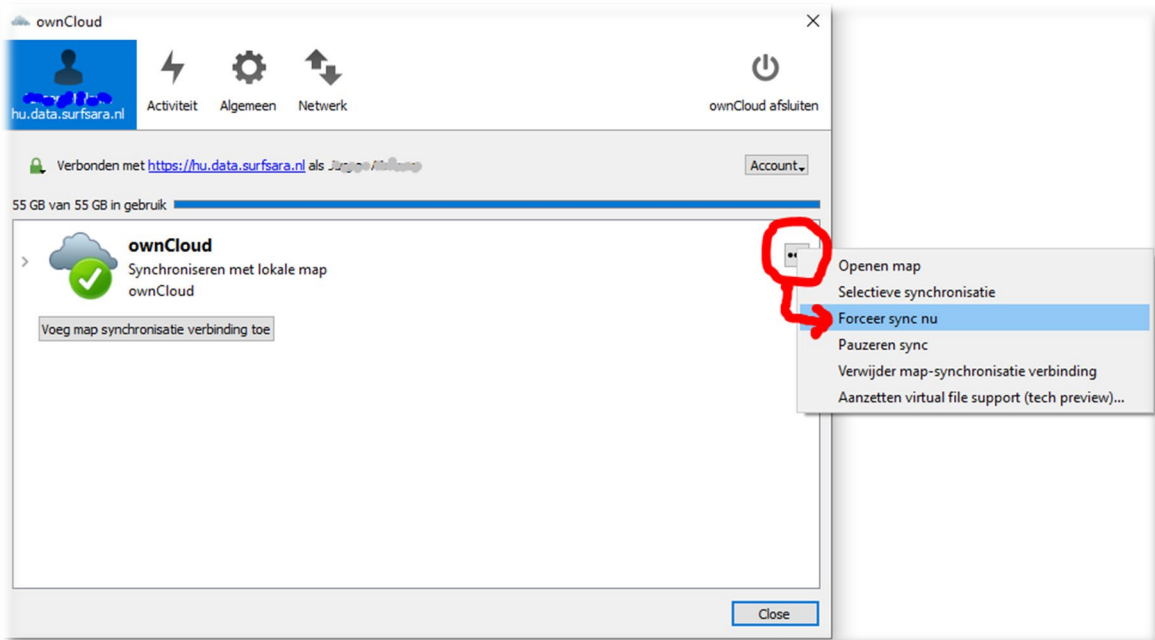 ownCloud
hu.data.surfsara.nl
Activiteit
Algemeen
Netwerk
ownCloud afsluiten
Verbonden met https://hu.data.surfsara.nl als
Account
55 GB van 55 GB in gebruik
ownCloud
Synchroniseren met lokale map
ownCloud
Voeg map synchronisatie verbinding toe
Openen map
Selectieve synchronisatie
Forceer sync nu
Pauzeren sync
Verwijder map-synchronisatie verbinding
Aanzetten virtual file support (tech preview)...
Close